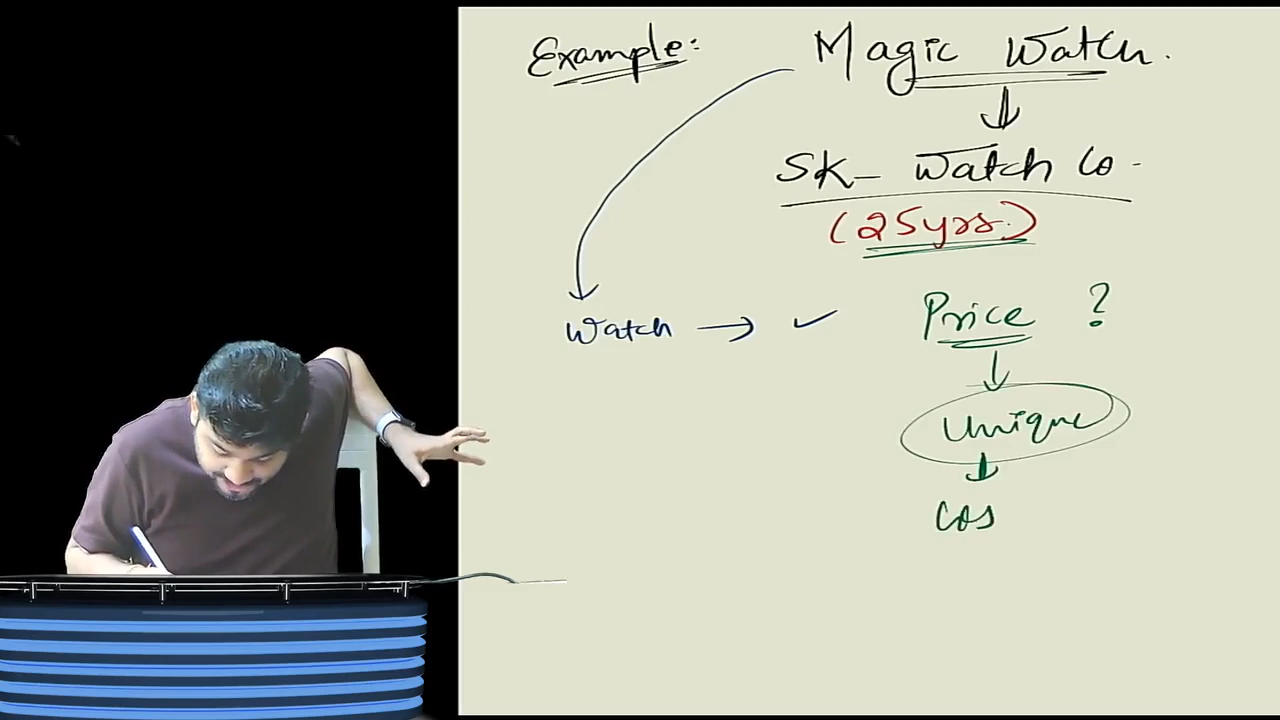 Example: Magic Watch.
SK- Watch Co-
(25yrs.)
Watch → ✓ Price ?
Unique
Cos